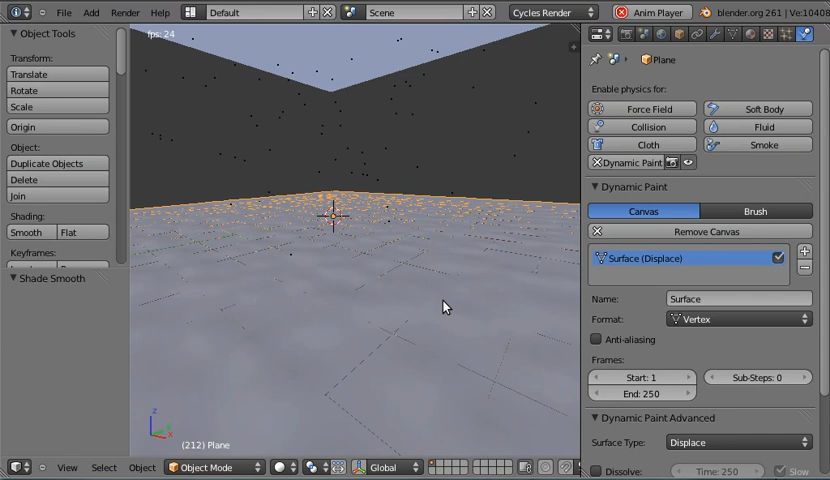 File Add Render Help Default Scene Cycles Render Anim Player blender.org 261 | Ve:10408
Object Tools
Transform:
Translate
Rotate
Scale
Origin
Object:
Duplicate Objects
Delete
Join
Shading:
Smooth Flat
Keyframes:
Shade Smooth
fps: 24
Z
Y
X
(212) Plane
View Select Object Object Mode Global
Plane
Enable physics for:
Force Field Soft Body
Collision Fluid
Cloth Smoke
Dynamic Paint
Dynamic Paint
Canvas Brush
Remove Canvas
Surface (Displace)
Name: Surface
Format: Vertex
Anti-aliasing
Frames:
Start: 1 Sub-Steps: 0
End: 250
Dynamic Paint Advanced
Surface Type: Displace
Dissolve: Time: 250 Slow